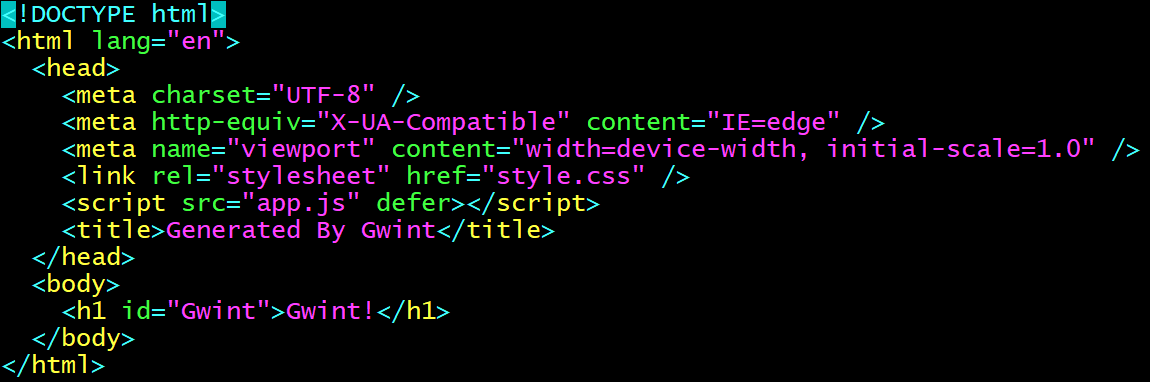 <!DOCTYPE html>
<html lang="en">
  <head>
    <meta charset="UTF-8" />
    <meta http-equiv="X-UA-Compatible" content="IE=edge" />
    <meta name="viewport" content="width=device-width, initial-scale=1.0" />
    <link rel="stylesheet" href="style.css" />
    <script src="app.js" defer></script>
    <title>Generated By Gwint</title>
  </head>
  <body>
    <h1 id="Gwint">Gwint!</h1>
  </body>
</html>